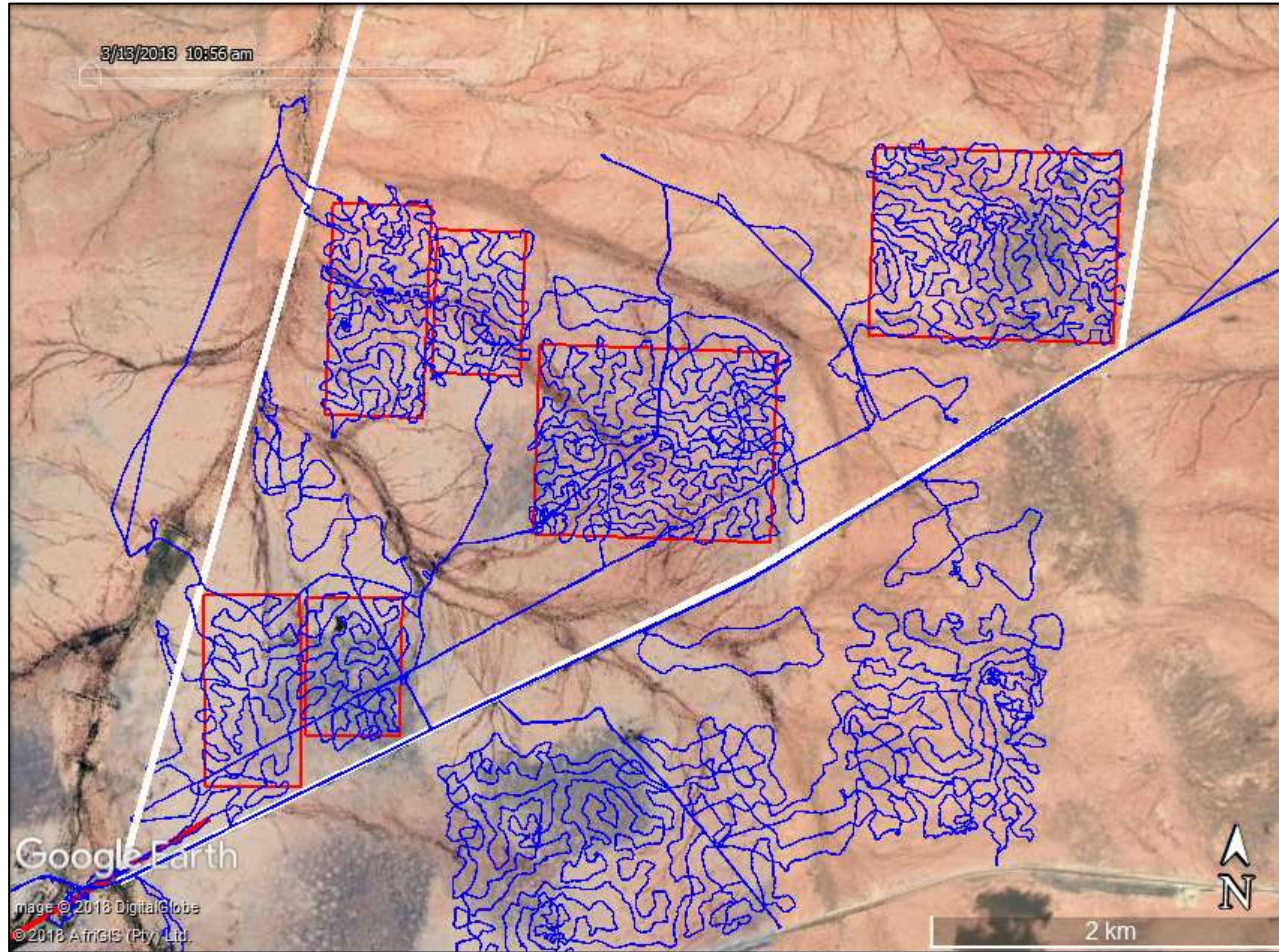 3/13/2018 10:56 am
Google Earth
mage © 2018 DigitalGlobe
© 2018 AfriGIS (Pty) Ltd.
N
2 km